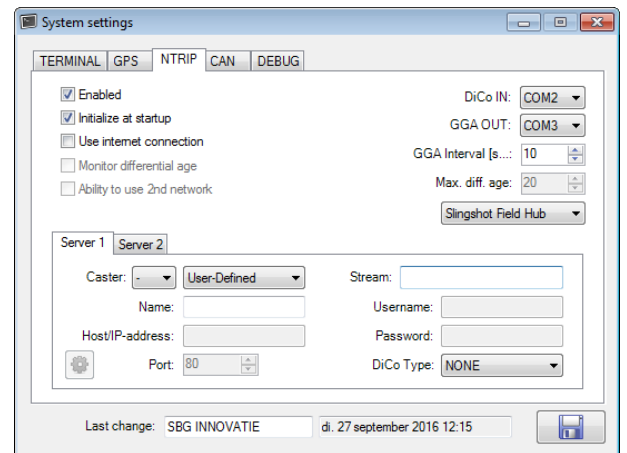 System settings
TERMINAL GPS NTRIP CAN DEBUG
Enabled
Initialize at startup
Use internet connection
Monitor differential age
Ability to use 2nd network
DiCo IN: COM2
GGA OUT: COM3
GGA Interval [s...: 10
Max. diff. age: 20
Slingshot Field Hub
Server 1 Server 2
Caster: - User-Defined Stream:
Name: Username:
Host/IP-address: Password:
Port: 80 DiCo Type: NONE
Last change: SBG INNOVATIE di. 27 september 2016 12:15